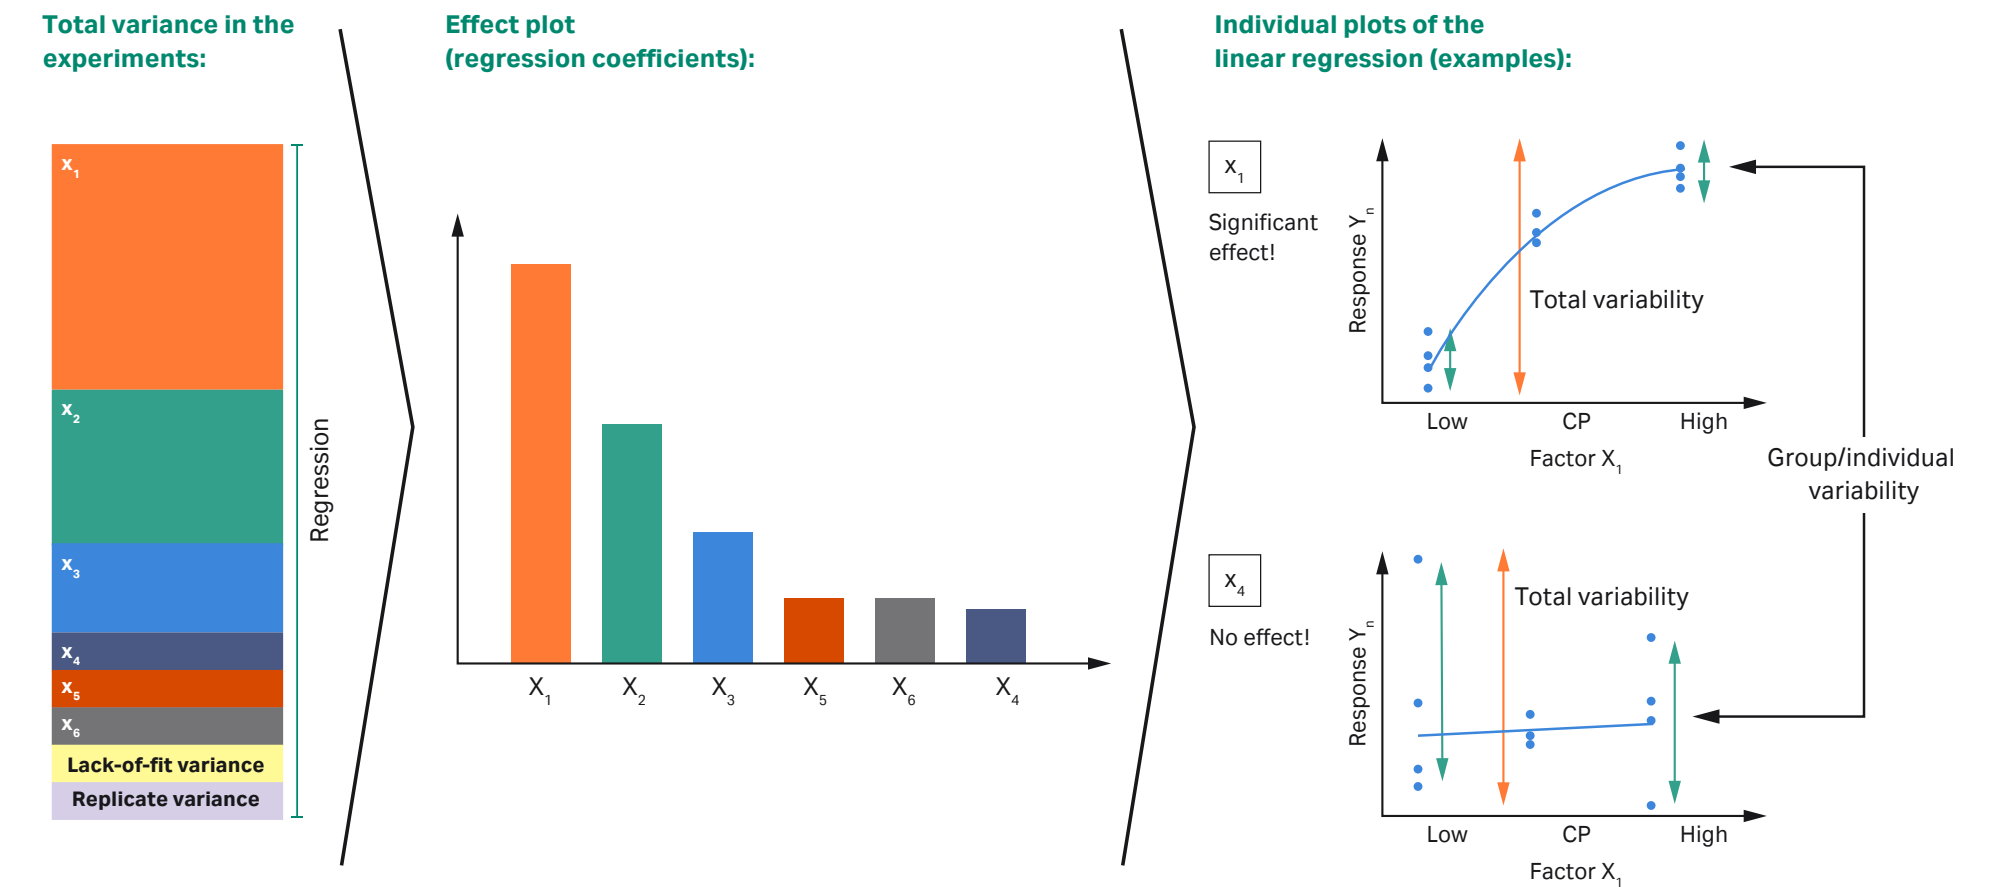 Total variance in the
experiments:
x1
x2
x3
x4
x5
x6
Lack-of-fit variance
Replicate variance
Regression
Effect plot
(regression coefficients):
X1
X2
X3
X5
X6
X4
Individual plots of the
linear regression (examples):
x1
Significant
effect!
Response Yn
Total variability
Low
CP
High
Factor X1
Group/individual
variability
x4
No effect!
Response Yn
Total variability
Low
CP
High
Factor X1